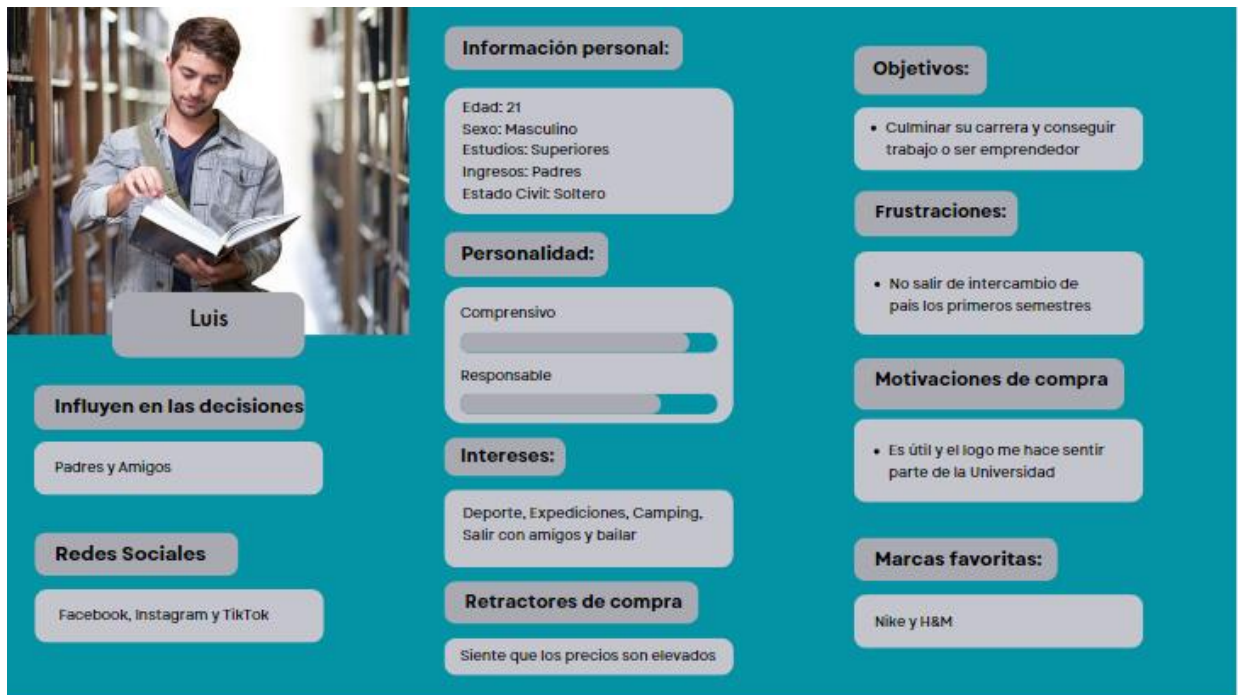 Luis
Influyen en las decisiones
Padres y Amigos
Redes Sociales
Facebook, Instagram y TikTok
Información personal:
Edad: 21
Sexo: Masculino
Estudios: Superiores
Ingresos: Padres
Estado Civil: Soltero
Personalidad:
Comprensivo
Responsable
Intereses:
Deporte, Expediciones, Camping,
Salir con amigos y bailar
Retractores de compra
Siente que los precios son elevados
Objetivos:
• Culminar su carrera y conseguir
trabajo o ser emprendedor
Frustraciones:
• No salir de intercambio de
pais los primeros semestres
Motivaciones de compra
• Es útil y el logo me hace sentir
parte de la Universidad
Marcas favoritas:
Nike y H&M